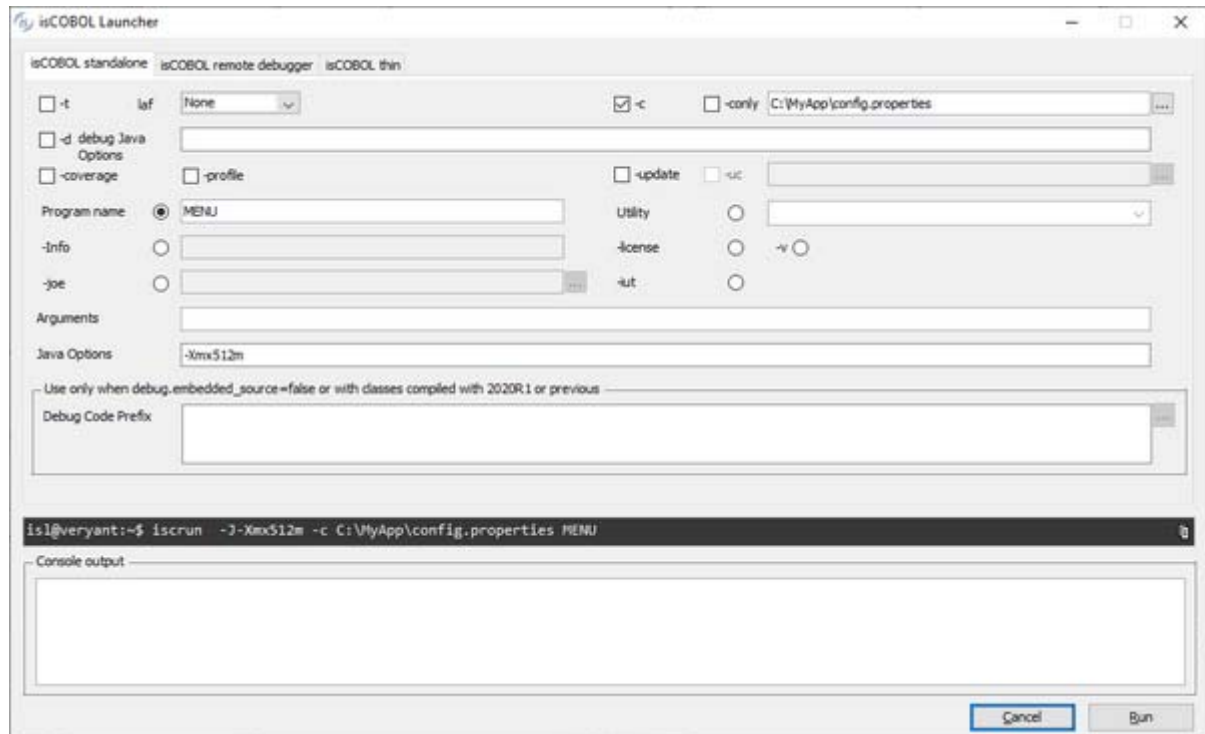 isCOBOL Launcher
isCOBOL standalone isCOBOL remote debugger isCOBOL thin
-t laf None -c -conly C:\MyApp\config.properties ...
-d debug Java
Options
-coverage -profile -update -uc ...
Program name MENU Utility
-Info -license -v
-joe ... -iut
Arguments
Java Options -Xmx512m
Use only when debug.embedded_source=false or with classes compiled with 2020R1 or previous
Debug Code Prefix ...
isl@veryant:~$ iscrun -J-Xmx512m -c C:\MyApp\config.properties MENU
Console output
Cancel Run